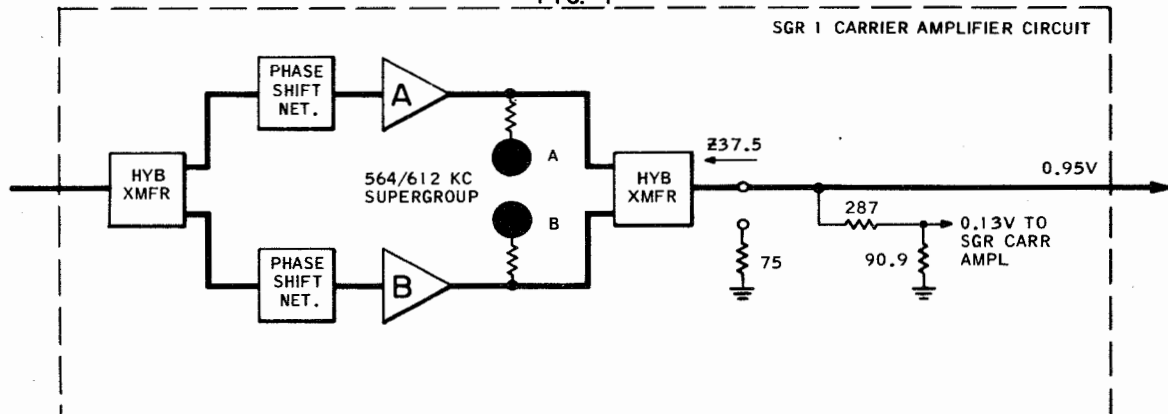 SGR 1 CARRIER AMPLIFIER CIRCUIT
PHASE
SHIFT
NET.
A
A
HYB
XMFR
564/612 KC
SUPERGROUP
B
HYB
XMFR
Z37.5
0.95V
287
0.13V TO
SGR CARR
AMPL
75
90.9
PHASE
SHIFT
NET.
B